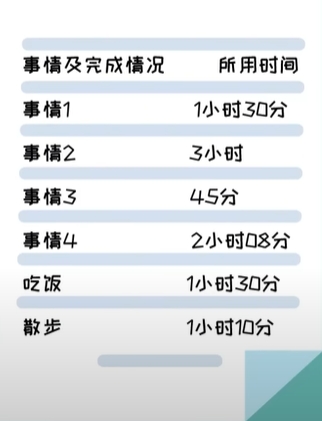 事情及完成情况 所用时间
事情1 1小时30分
事情2 3小时
事情3 45分
事情4 2小时08分
吃饭 1小时30分
散步 1小时10分